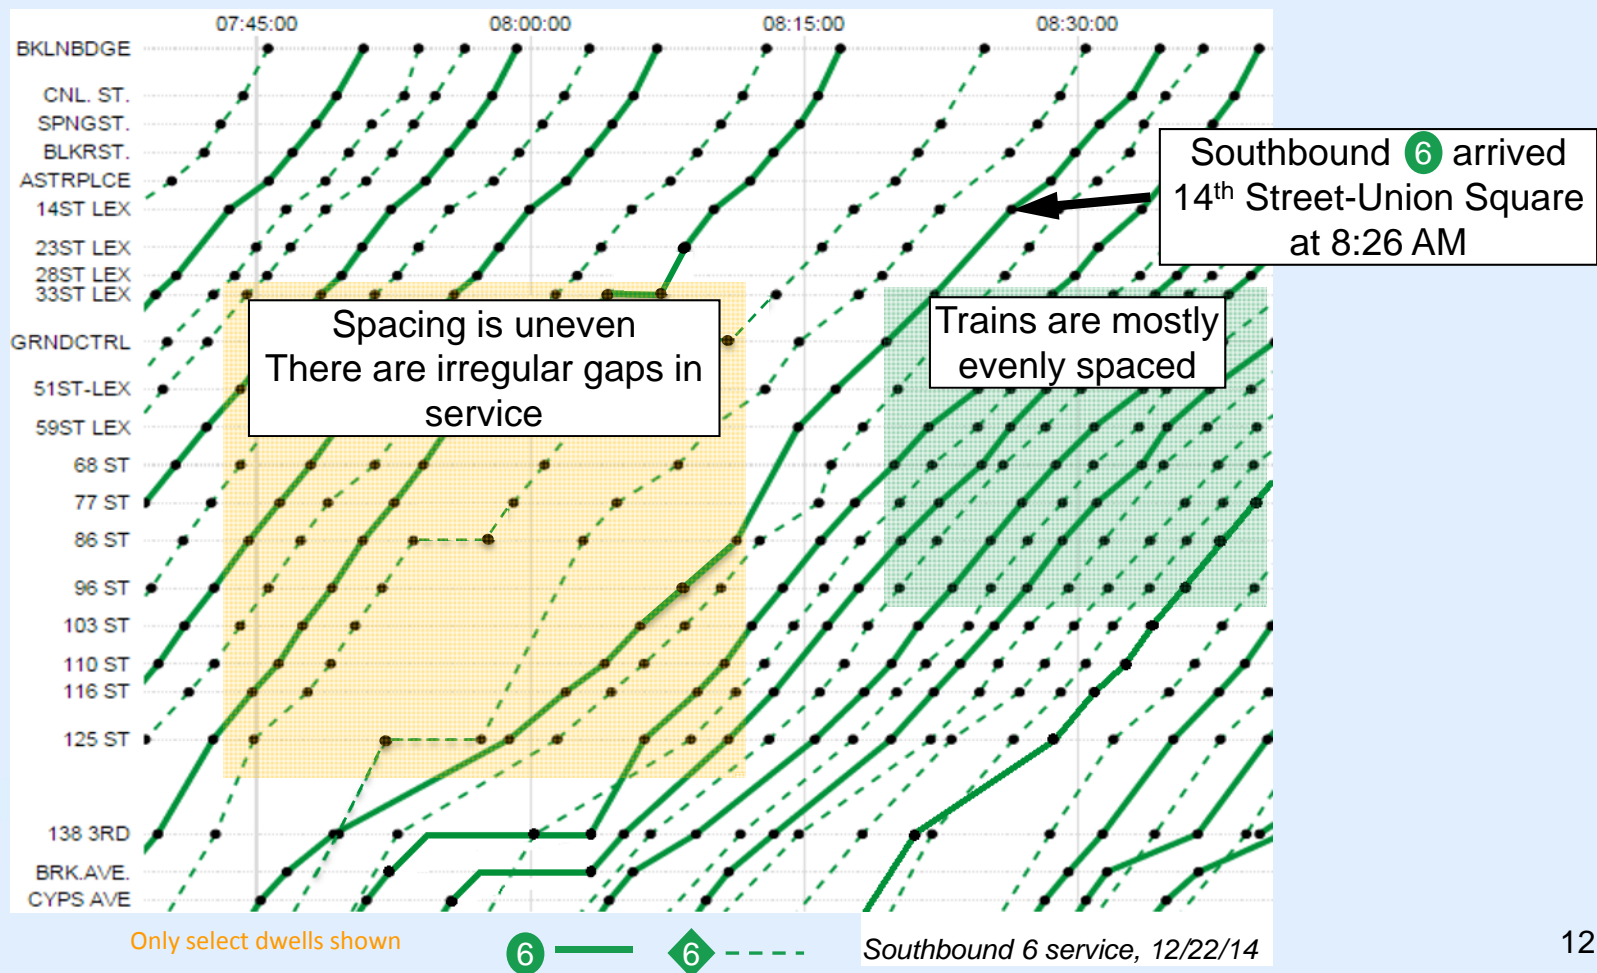 07:45:00 08:00:00 08:15:00 08:30:00
BKLNBDGE
CNL. ST.
SPNGST.
BLKRST.
ASTRPLCE
14ST LEX
23ST LEX
28ST LEX
33ST LEX
GRNDCTRL
51ST-LEX
59ST LEX
68 ST
77 ST
86 ST
96 ST
103 ST
110 ST
116 ST
125 ST
138 3RD
BRK.AVE.
CYPS AVE
Southbound 6 arrived
14th Street-Union Square
at 8:26 AM
Spacing is uneven
There are irregular gaps in
service
Trains are mostly
evenly spaced
Only select dwells shown
6
6
Southbound 6 service, 12/22/14
12